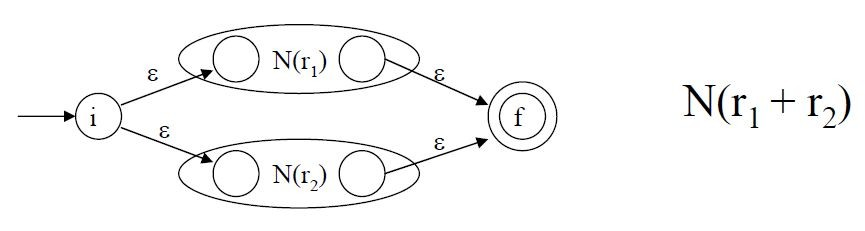 ε N(r₁) ε
i f N(r₁ + r₂)
ε N(r₂) ε